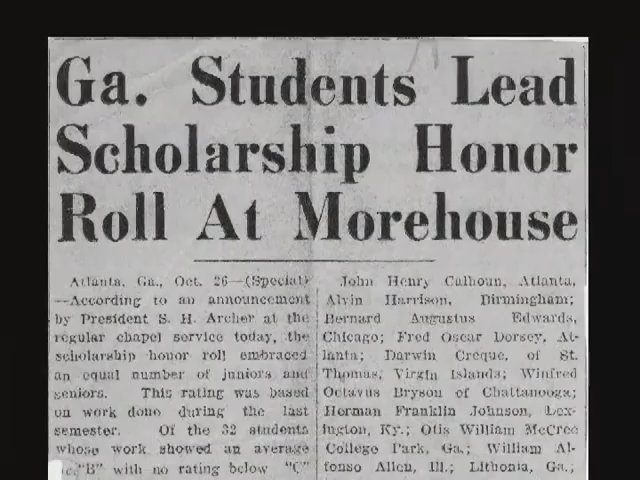 Ga. Students Lead
Scholarship Honor
Roll At Morehouse
Atlanta, Ga., Oct. 26—(Special)
—According to an announcement
by President S. H. Archer at the
regular chapel service today, the
scholarship honor roll embraced
an equal number of juniors and
seniors. This rating was based
on work done during the last
semester. Of the 32 students
whose work showed an average
"B" with no rating below "C"
John Henry Calhoun, Atlanta,
Alvin Harrison, Birmingham;
Bernard Augustus Edwards,
Chicago; Fred Oscar Dorsey, At-
lanta; Darwin Creque, of St.
Thomas, Virgin Islands; Winfred
Octavus Bryson of Chattanooga;
Herman Franklin Johnson, Lex-
ington, Ky.; Otis William McCree
College Park, Ga.; William Al-
fonso Allen, Ill.; Lithonia, Ga.;